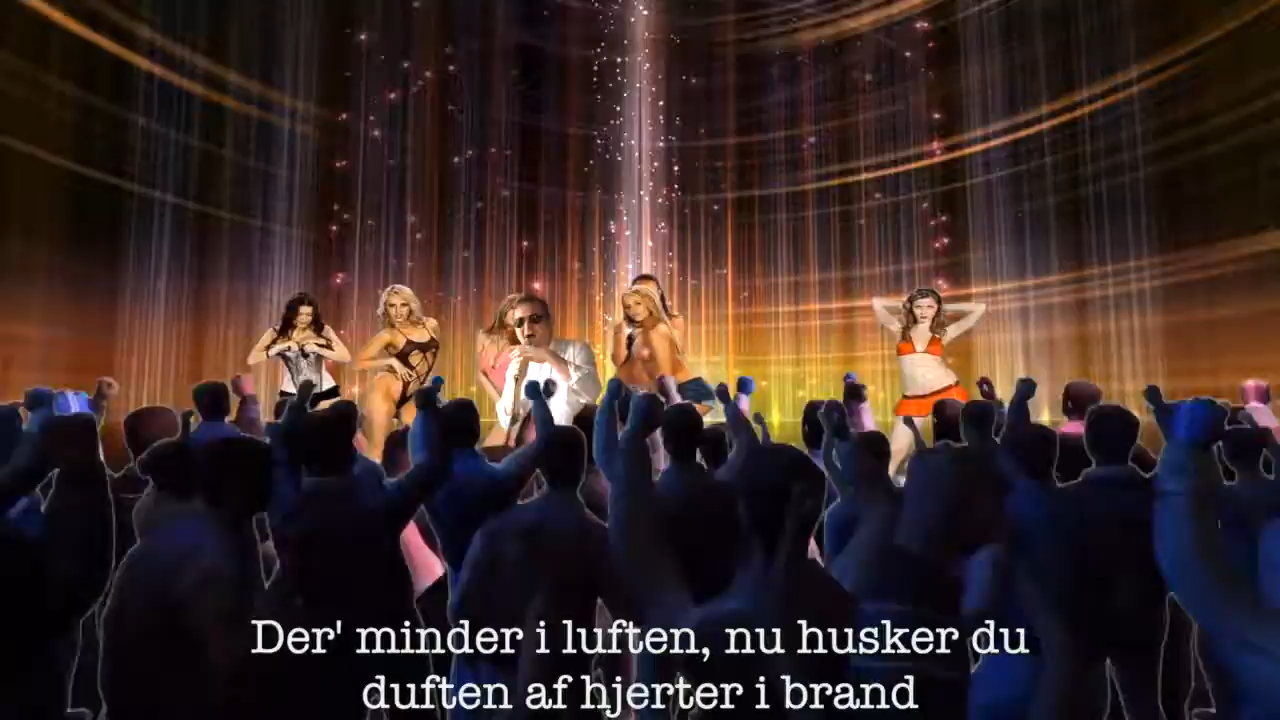 Der' minder i luften, nu husker du
duften af hjerter i brand